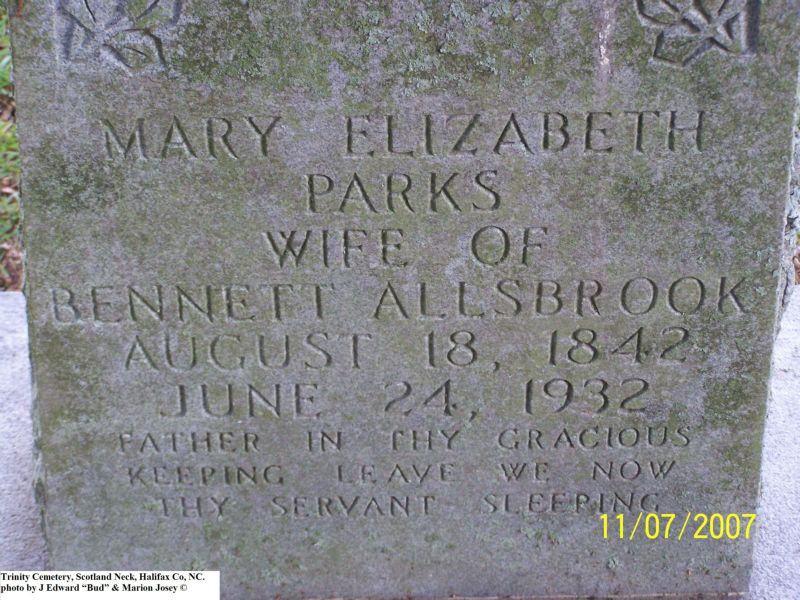 MARY ELIZABETH
PARKS
WIFE OF
BENNETT ALLSBROOK
AUGUST 18, 1842
JUNE 24, 1932
FATHER IN THY GRACIOUS
KEEPING LEAVE WE NOW
THY SERVANT SLEEPING
11/07/2007
Trinity Cemetery, Scotland Neck, Halifax Co, NC.
photo by J Edward “Bud” & Marion Josey ©